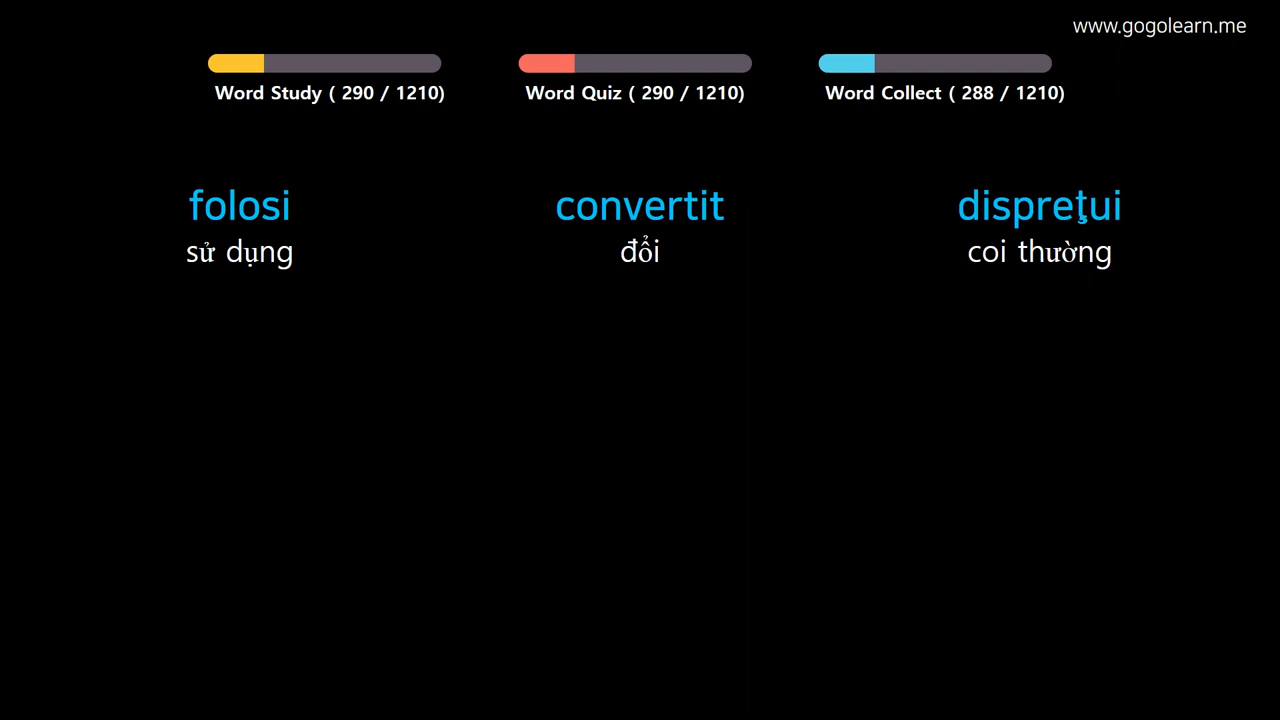 www.gogolearn.me
Word Study ( 290 / 1210)
Word Quiz ( 290 / 1210)
Word Collect ( 288 / 1210)
folosi
sử dụng
convertit
đổi
dispreţui
coi thường